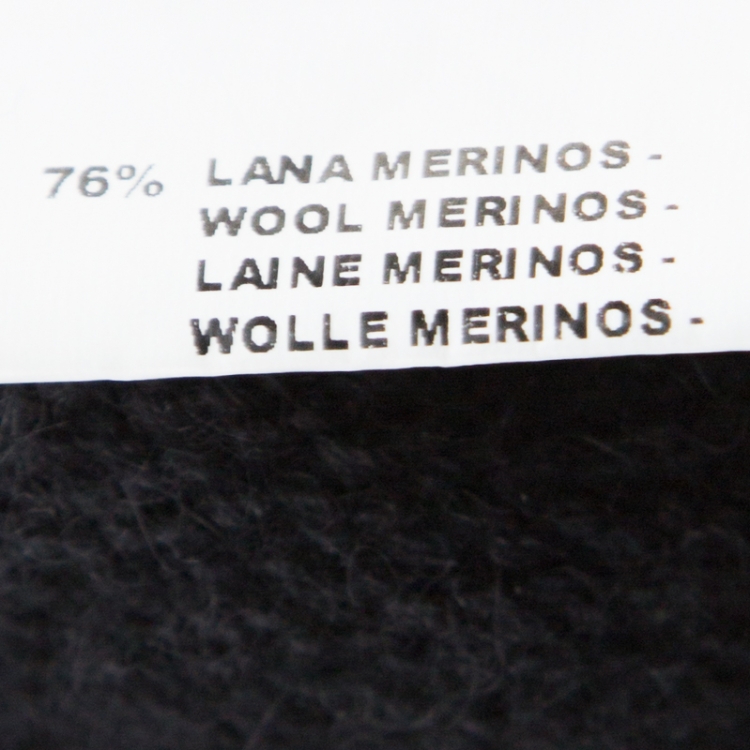 76% LANA MERINOS -
WOOL MERINOS -
LAINE MERINOS -
WOLLE MERINOS -